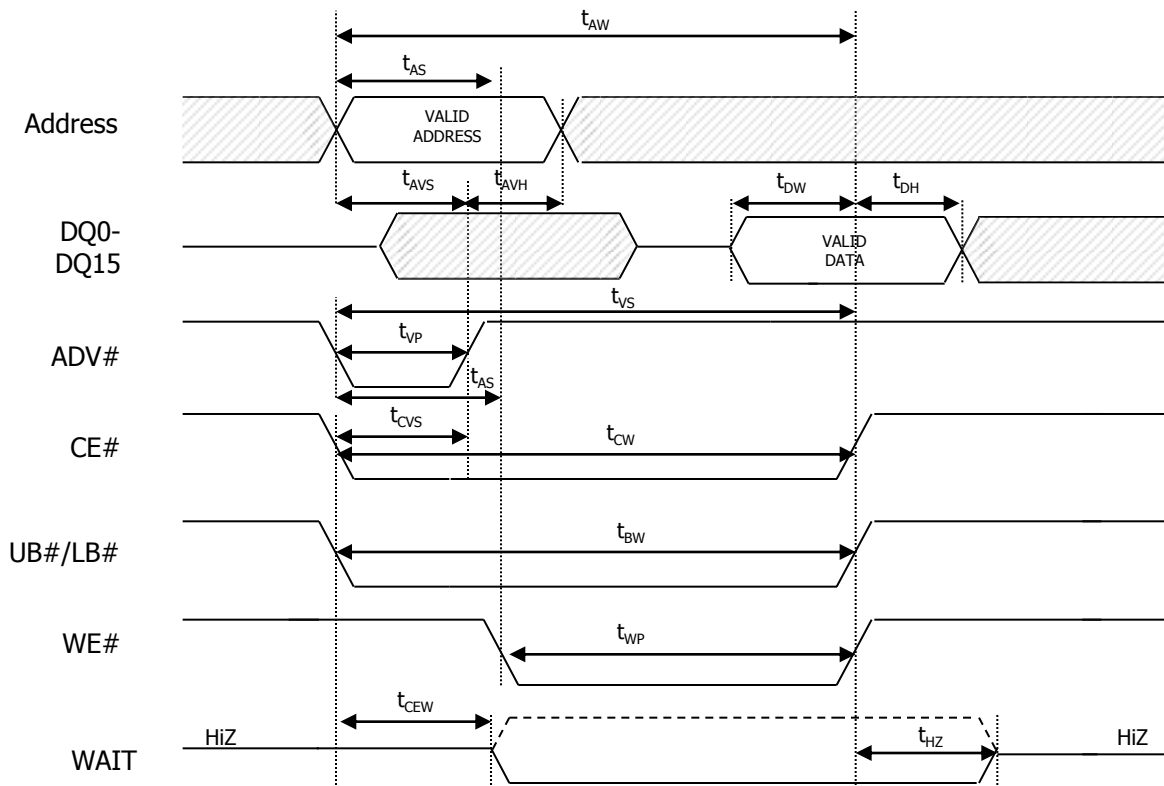 tAW
tAS
Address
VALID
ADDRESS
tAVS
tAVH
tDW
tDH
DQ0-
DQ15
VALID
DATA
tVS
ADV#
tVP
tAS
tCVS
CE#
tCW
UB#/LB#
tBW
WE#
tWP
tCEW
WAIT
HiZ
tHZ
HiZ